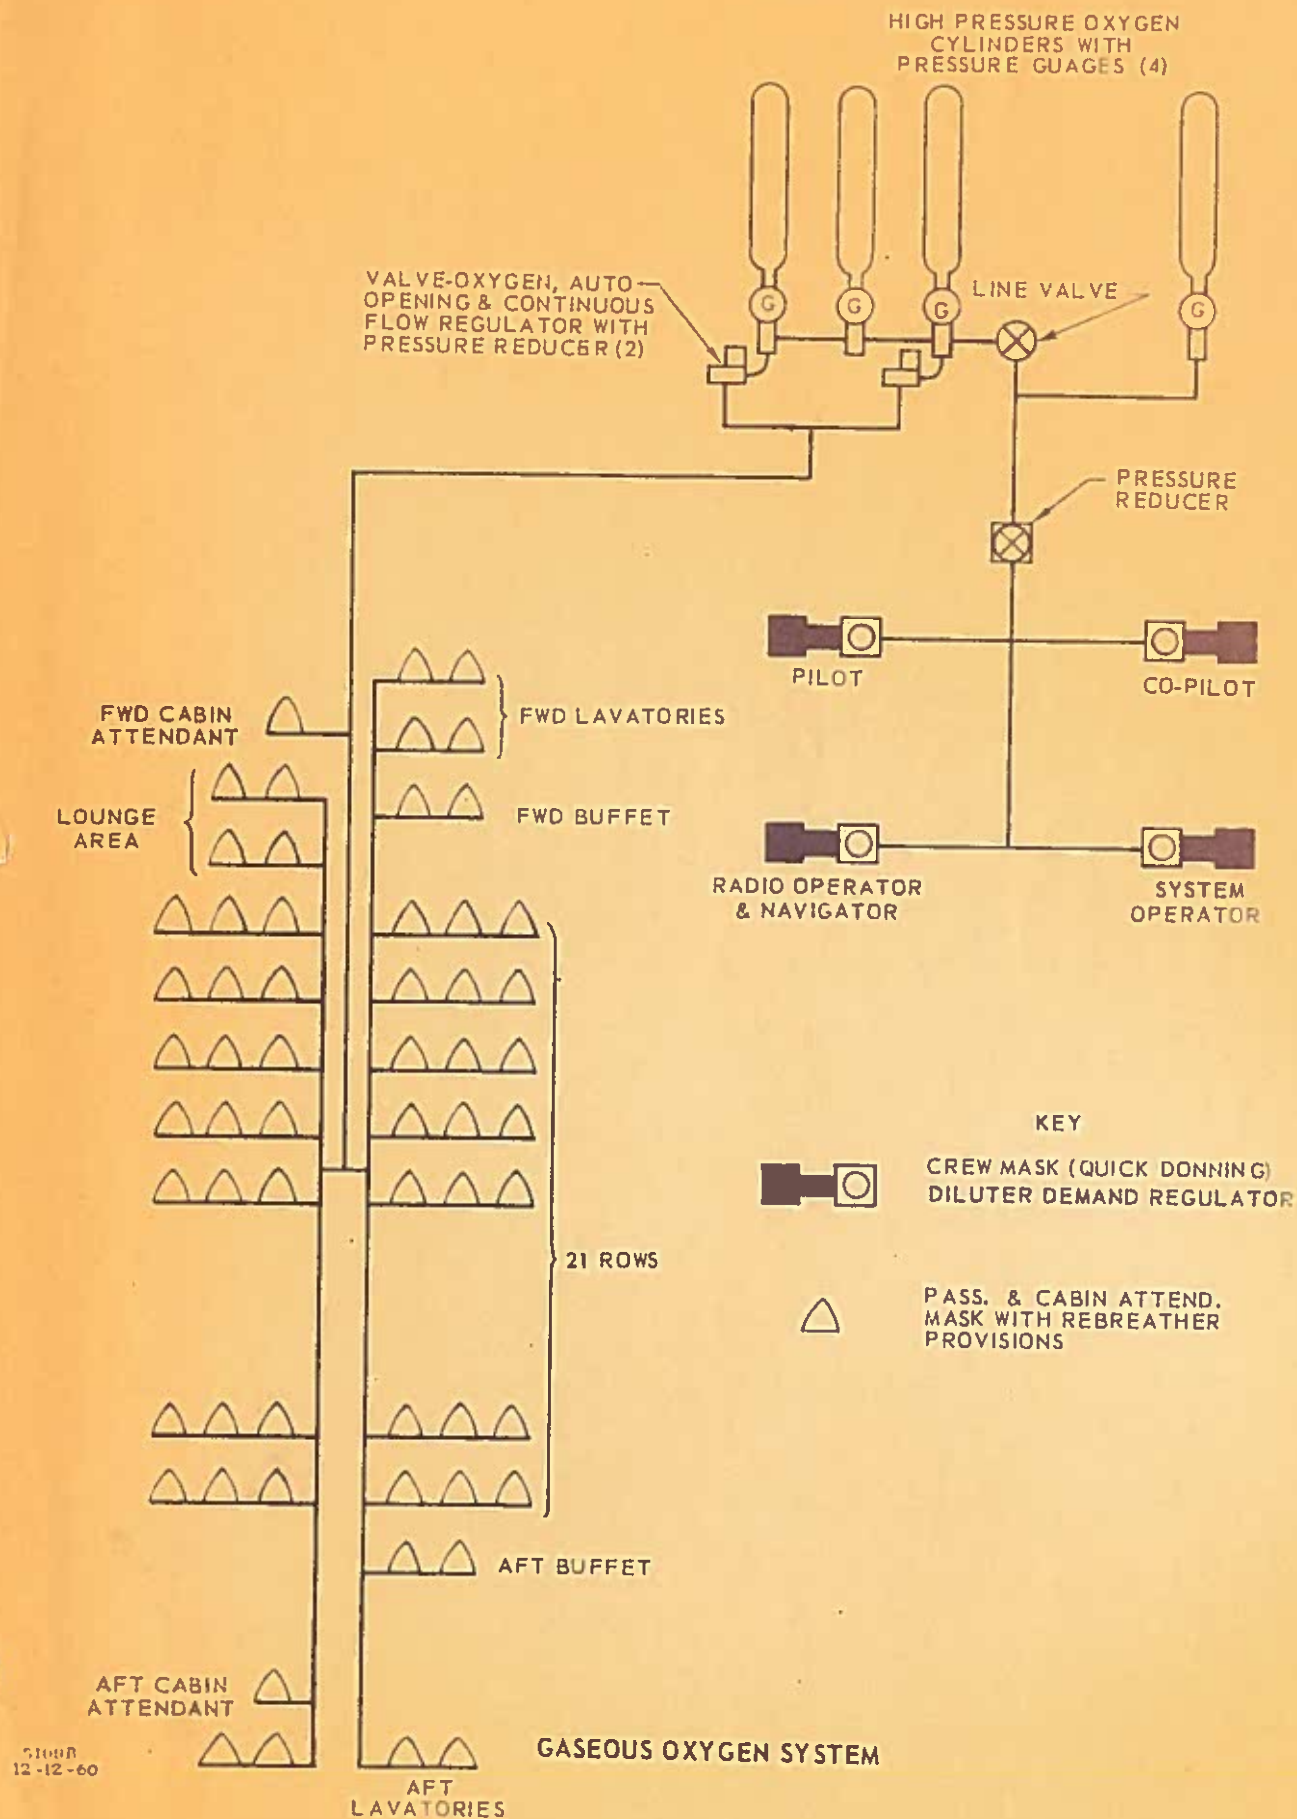 HIGH PRESSURE OXYGEN
CYLINDERS WITH
PRESSURE GUAGES (4)
VALVE-OXYGEN, AUTO
OPENING & CONTINUOUS
FLOW REGULATOR WITH
PRESSURE REDUCER (2)
G
G
G
LINE VALVE
G
PRESSURE
REDUCER
PILOT
CO-PILOT
FWD CABIN
ATTENDANT
FWD LAVATORIES
LOUNGE
AREA
FWD BUFFET
RADIO OPERATOR
& NAVIGATOR
SYSTEM
OPERATOR
KEY
CREW MASK (QUICK DONNING)
DILUTER DEMAND REGULATOR
21 ROWS
PASS. & CABIN ATTEND.
MASK WITH REBREATHER
PROVISIONS
AFT BUFFET
AFT CABIN
ATTENDANT
GASEOUS OXYGEN SYSTEM
12-12-60
AFT
LAVATORIES